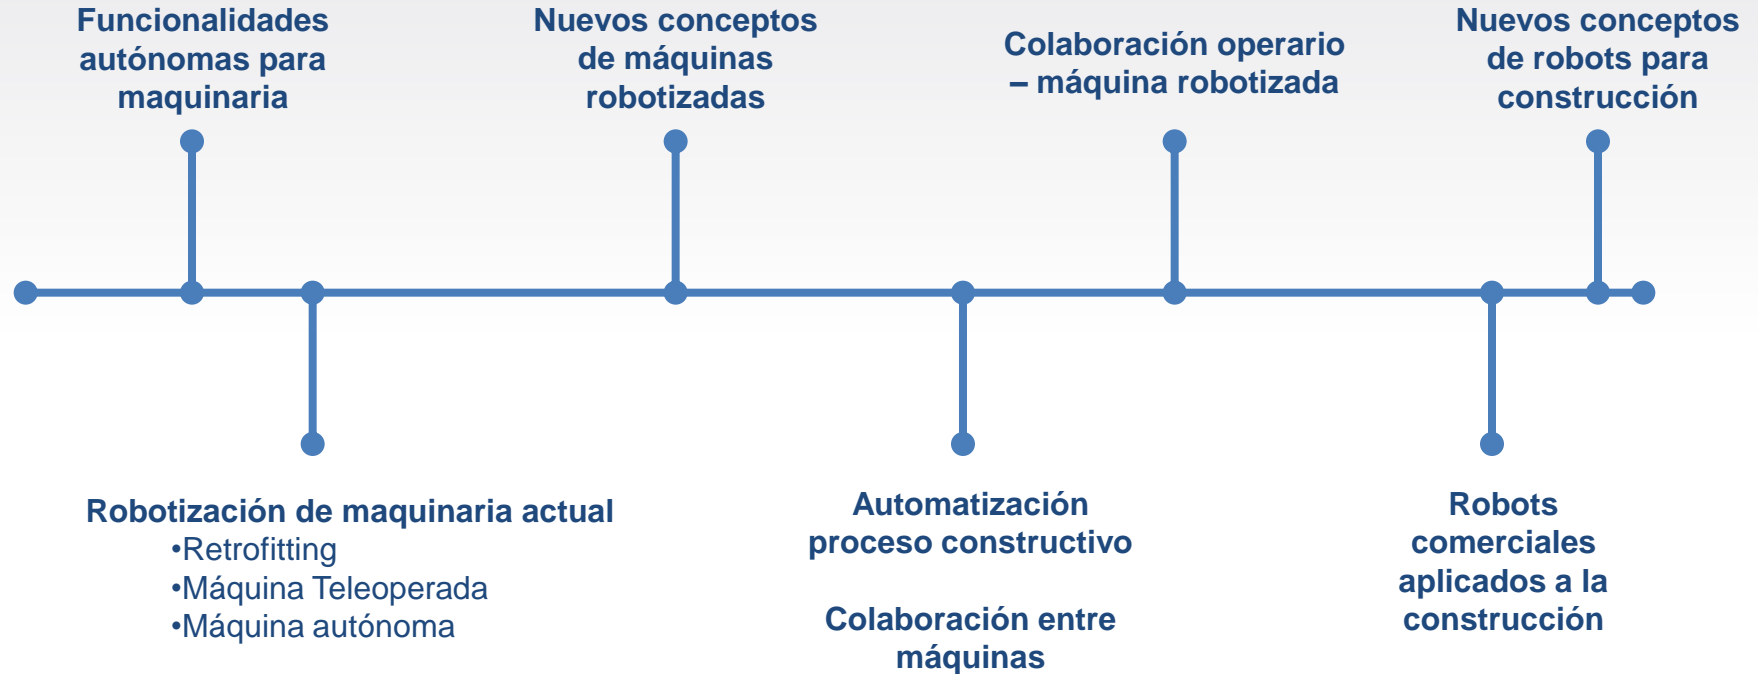 Funcionalidades
autónomas para
maquinaria
Nuevos conceptos
de máquinas
robotizadas
Colaboración operario
– máquina robotizada
Nuevos conceptos
de robots para
construcción
Robotización de maquinaria actual
•Retrofitting
•Máquina Teleoperada
•Máquina autónoma
Automatización
proceso constructivo
Colaboración entre
máquinas
Robots
comerciales
aplicados a la
construcción